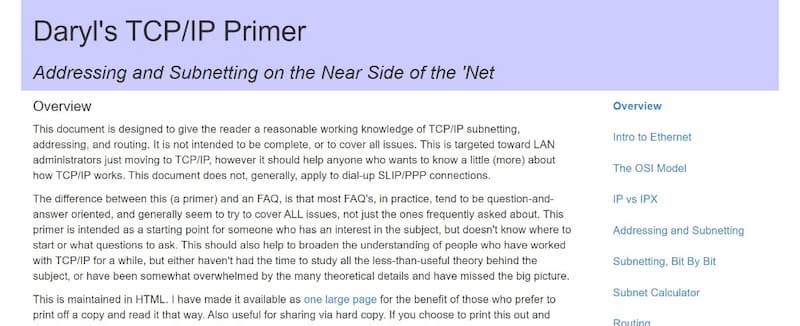 Daryl's TCP/IP Primer
Addressing and Subnetting on the Near Side of the 'Net
Overview
This document is designed to give the reader a reasonable working knowledge of TCP/IP subnetting,
addressing, and routing. It is not intended to be complete, or to cover all issues. This is targeted toward LAN
administrators just moving to TCP/IP, however it should help anyone who wants to know a little (more) about
how TCP/IP works. This document does not, generally, apply to dial-up SLIP/PPP connections.
The difference between this (a primer) and an FAQ, is that most FAQ's, in practice, tend to be question-and-
answer oriented, and generally seem to try to cover ALL issues, not just the ones frequently asked about. This
primer is intended as a starting point for someone who has an interest in the subject, but doesn't know where to
start or what questions to ask. This should also help to broaden the understanding of people who have worked
with TCP/IP for a while, but either haven't had the time to study all the less-than-useful theory behind the
subject, or have been somewhat overwhelmed by the many theoretical details and have missed the big picture.
This is maintained in HTML. I have made it available as one large page for the benefit of those who prefer to
print off a copy and read it that way. Also useful for sharing via hard copy. If you choose to print this out and
Overview
Intro to Ethernet
The OSI Model
IP vs IPX
Addressing and Subnetting
Subnetting, Bit By Bit
Subnet Calculator
Routing